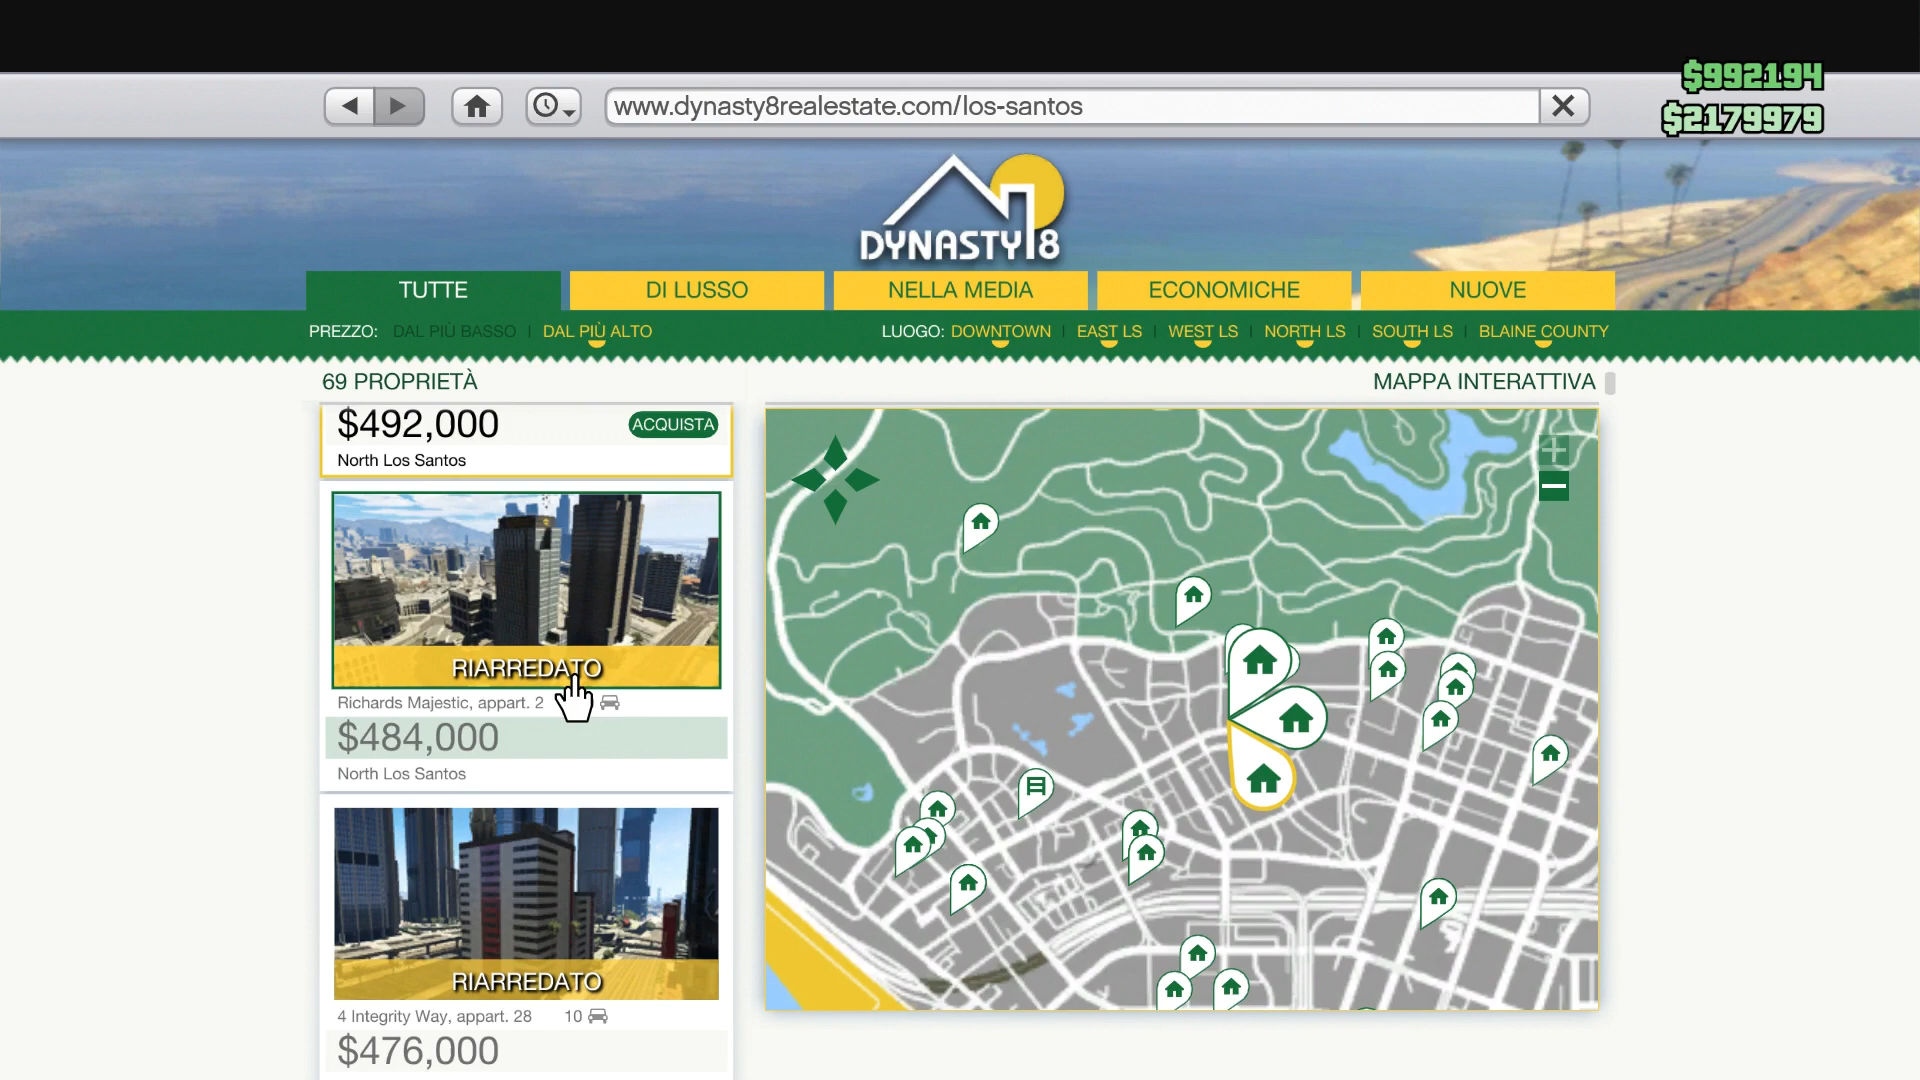 $992194
www.dynasty8realestate.com/los-santos
$2179979
DYNASTY 8
TUTTE
DI LUSSO
NELLA MEDIA
ECONOMICHE
NUOVE
PREZZO: DAL PIÙ BASSO | DAL PIÙ ALTO
LUOGO: DOWNTOWN | EAST LS | WEST LS | NORTH LS | SOUTH LS | BLAINE COUNTY
69 PROPRIETÀ
MAPPA INTERATTIVA
$492,000
ACQUISTA
North Los Santos
RIARREDATO
Richards Majestic, appart. 2
$484,000
North Los Santos
RIARREDATO
4 Integrity Way, appart. 28 10
$476,000